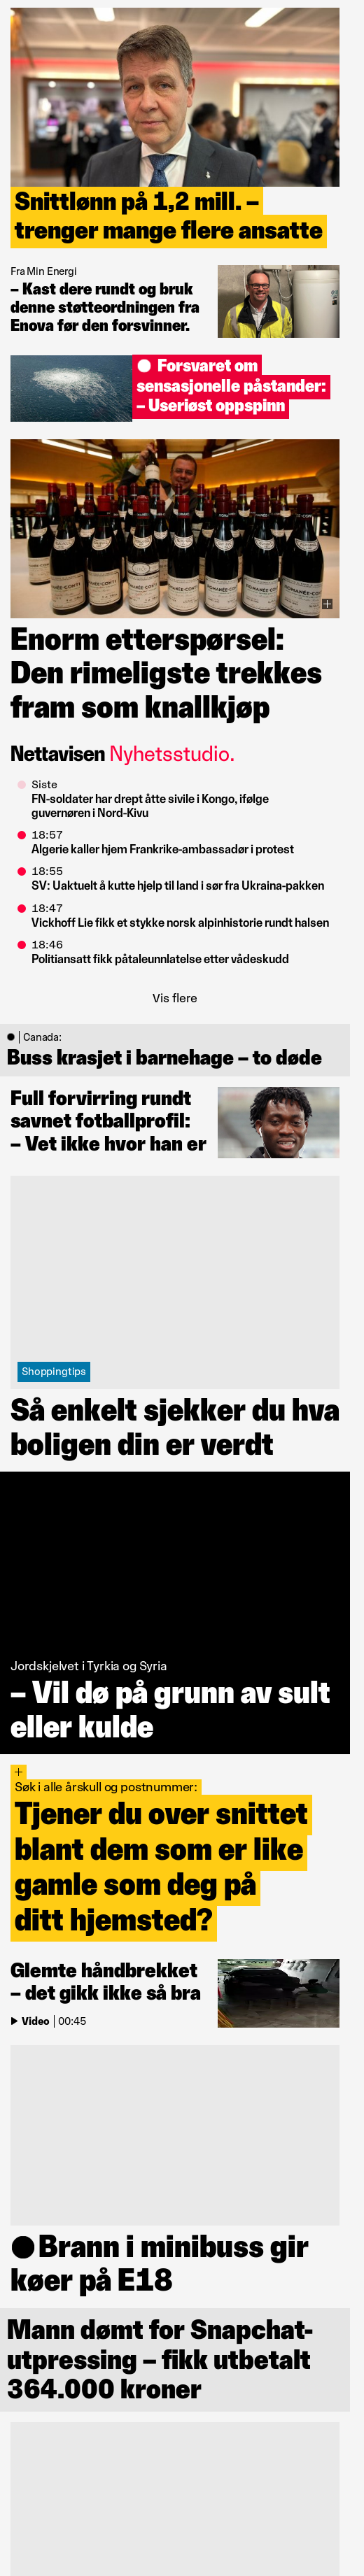 Snittlønn på 1,2 mill. –
trenger mange flere ansatte
Fra Min Energi
– Kast dere rundt og bruk
denne støtteordningen fra
Enova før den forsvinner.
Forsvaret om
sensasjonelle påstander:
– Useriøst oppspinn
Enorm etterspørsel:
Den rimeligste trekkes
fram som knallkjøp
Nettavisen Nyhetsstudio.
Siste
FN-soldater har drept åtte sivile i Kongo, ifølge
guvernøren i Nord-Kivu
18:57
Algerie kaller hjem Frankrike-ambassadør i protest
18:55
SV: Uaktuelt å kutte hjelp til land i sør fra Ukraina-pakken
18:47
Vickhoff Lie fikk et stykke norsk alpinhistorie rundt halsen
18:46
Politiansatt fikk påtaleunnlatelse etter vådeskudd
Vis flere
Canada:
Buss krasjet i barnehage – to døde
Full forvirring rundt
savnet fotballprofil:
– Vet ikke hvor han er
Shoppingtips
Så enkelt sjekker du hva
boligen din er verdt
Jordskjelvet i Tyrkia og Syria
– Vil dø på grunn av sult
eller kulde
Søk i alle årskull og postnummer:
Tjener du over snittet
blant dem som er like
gamle som deg på
ditt hjemsted?
Glemte håndbrekket
– det gikk ikke så bra
Video | 00:45
Brann i minibuss gir
køer på E18
Mann dømt for Snapchat-
utpressing – fikk utbetalt
364.000 kroner